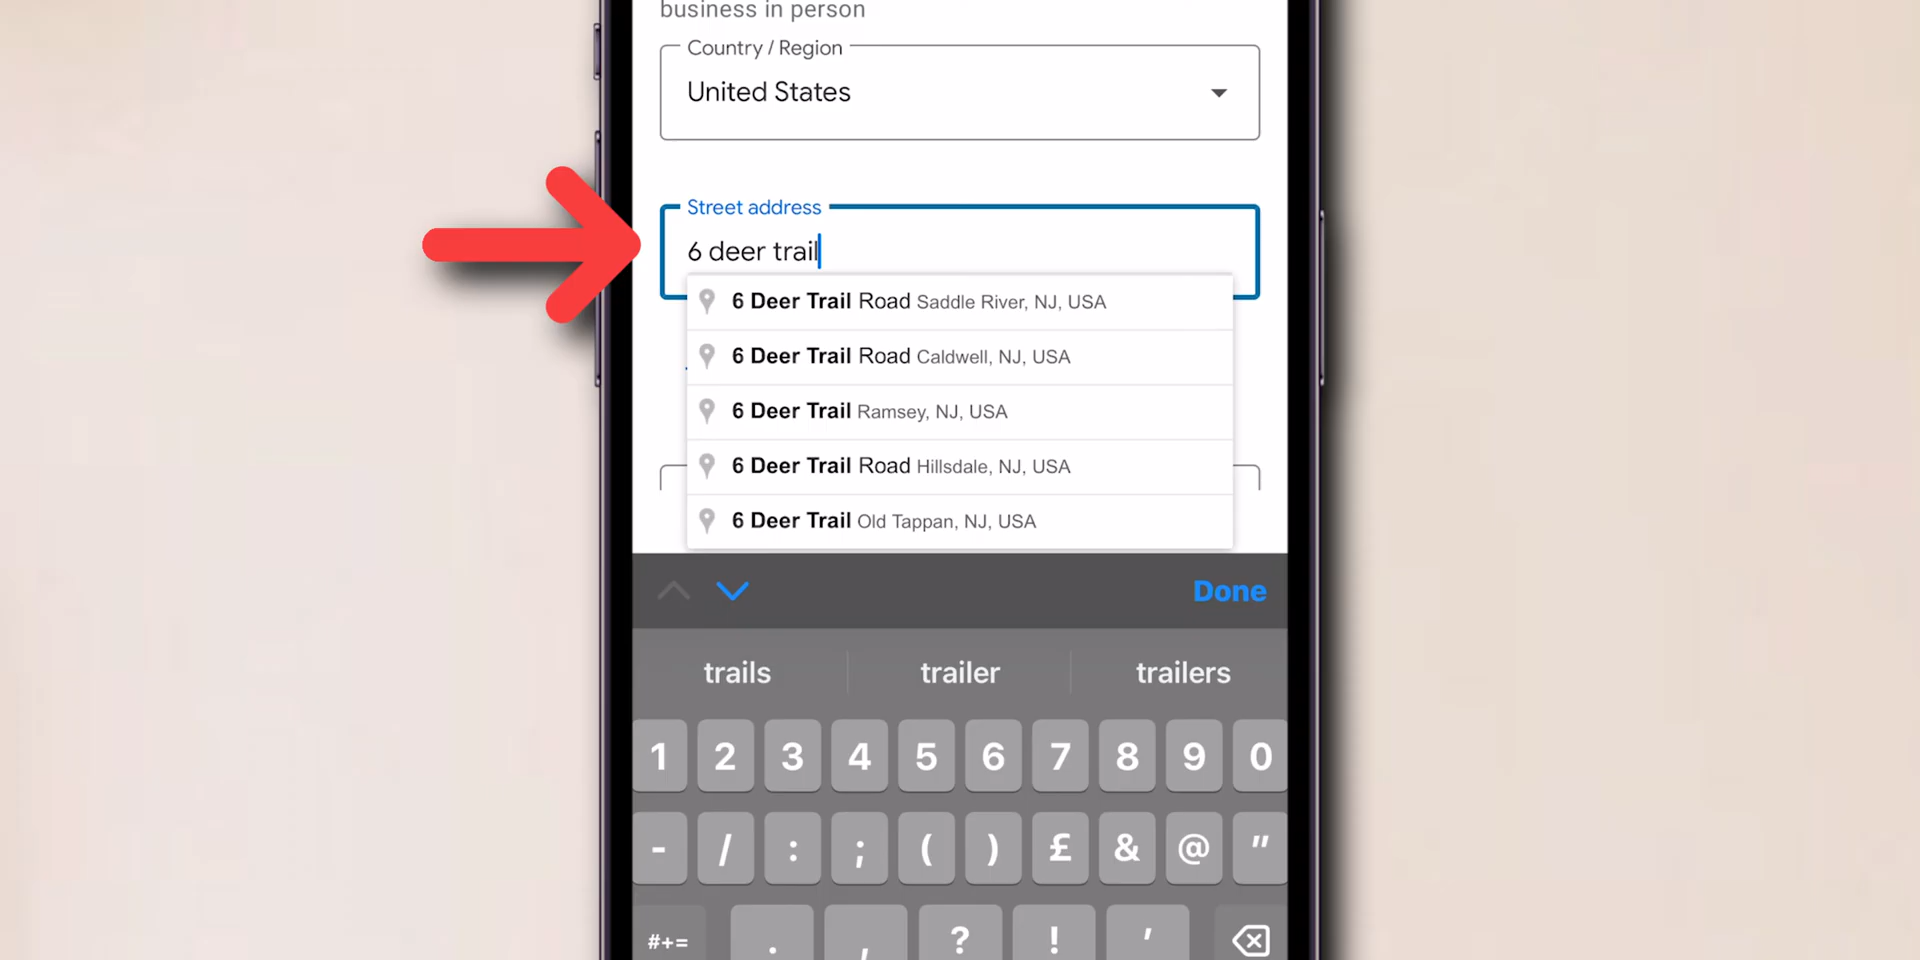 business in person
Country / Region
United States
Street address
6 deer trail
6 Deer Trail Road Saddle River, NJ, USA
6 Deer Trail Road Caldwell, NJ, USA
6 Deer Trail Ramsey, NJ, USA
6 Deer Trail Road Hillsdale, NJ, USA
6 Deer Trail Old Tappan, NJ, USA
Done
trails trailer trailers
1 2 3 4 5 6 7 8 9 0
- / : ; ( ) £ & @ "
#+= . , ? ! '